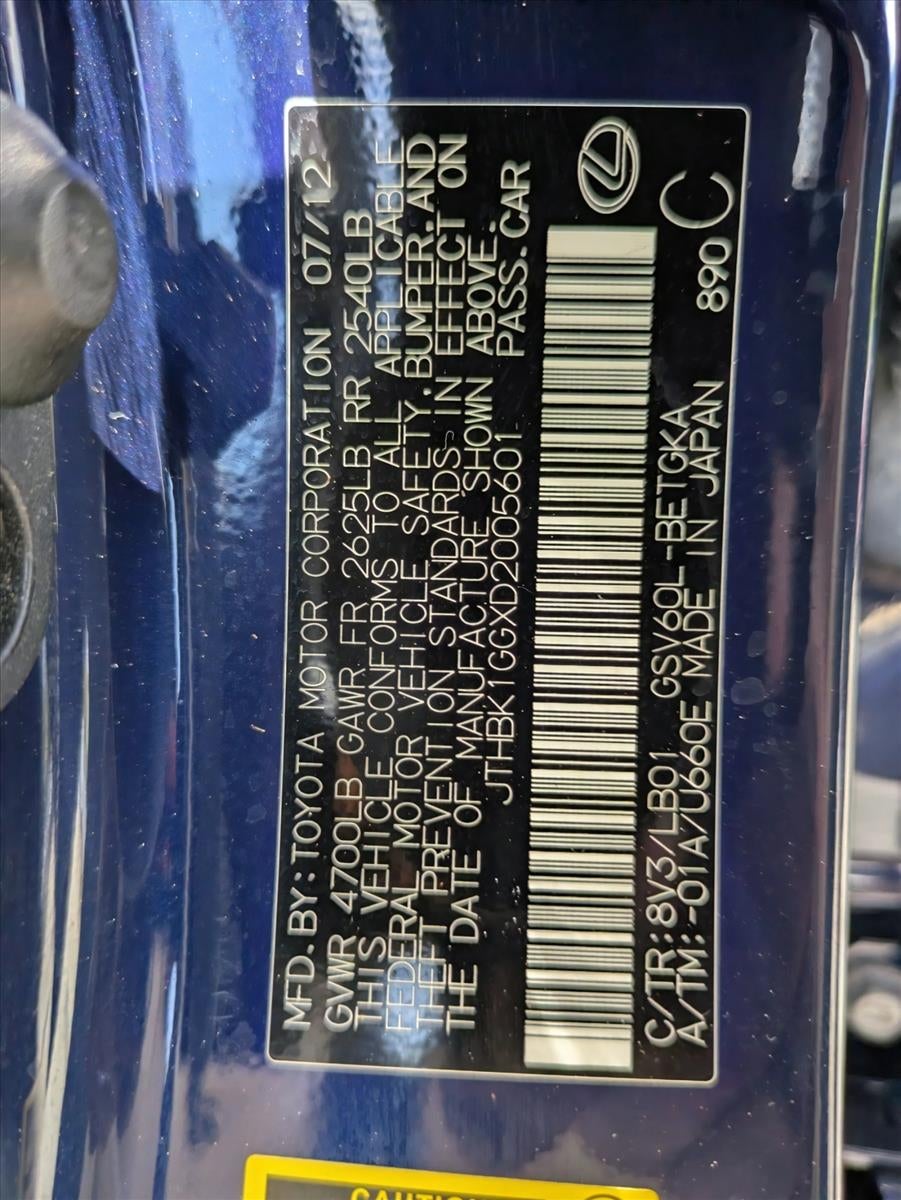 MFD.BY:TOYOTA MOTOR CORPORATION 07/12
GVWR 4700LB GAWR FR 2625LB RR 2540LB
THIS VEHICLE CONFORMS TO ALL APPLICABLE
FEDERAL MOTOR VEHICLE SAFETY,BUMPER,AND
THEFT PREVENTION STANDARDS IN EFFECT ON
THE DATE OF MANUFACTURE SHOWN ABOVE.
JTHBK1GGXD2005601 PASS.CAR
C/TR:8V3/LB01 GSV60L-BETGKA 890 C
A/TM:-01A/U660E MADE IN JAPAN
CAUTION